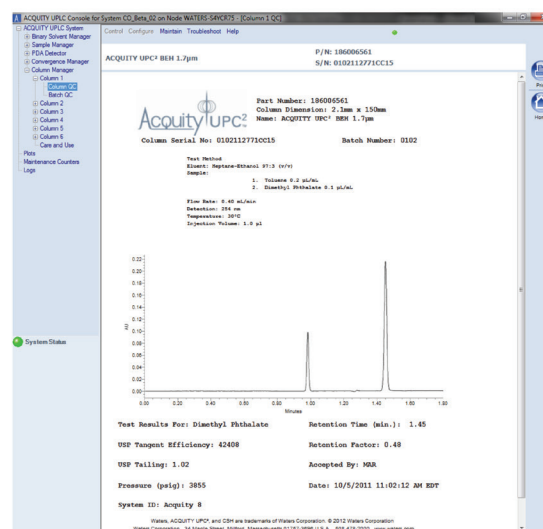 ACQUITY UPLC Console for System CQ_Beta_02 on Node WATERS-S4YCR75 - [Column 1 QC]
ACQUITY UPLC System
Binary Solvent Manager
Sample Manager
PDA Detector
Convergence Manager
Column Manager
Column 1
Column QC
Batch QC
Column 2
Column 3
Column 4
Column 5
Column 6
Care and Use
Plots
Maintenance Counters
Logs
System Status
Control Configure Maintain Troubleshoot Help
ACQUITY UPC² BEH 1.7μm
P/N: 186006561
S/N: 0102112771CC15
Acquity UPC²
Part Number: 186006561
Column Dimension: 2.1mm x 150mm
Name: ACQUITY UPC² BEH 1.7μm
Column Serial No: 0102112771CC15 Batch Number: 0102
Test Method
Eluent: Heptane-Ethanol 97:3 (v/v)
Sample:
1. Toluene 0.2 μL/mL
2. Dimethyl Phthalate 0.1 μL/mL
Flow Rate: 0.40 mL/min
Detection: 254 nm
Temperature: 30°C
Injection Volume: 1.0 μl
0.22
0.20
0.18
0.16
0.14
0.12
AU
0.10
0.08
0.06
0.04
0.02
0.00
0.00 0.20 0.40 0.60 0.80 1.00 1.20 1.40 1.60 1.80
Minutes
Test Results For: Dimethyl Phthalate Retention Time (min.): 1.45
USP Tangent Efficiency: 42408 Retention Factor: 0.48
USP Tailing: 1.02 Accepted By: MAR
Pressure (psig): 3855 Date: 10/5/2011 11:02:12 AM EDT
System ID: Acquity 8
Waters, ACQUITY UPC², and CSH are trademarks of Waters Corporation. © 2012 Waters Corporation